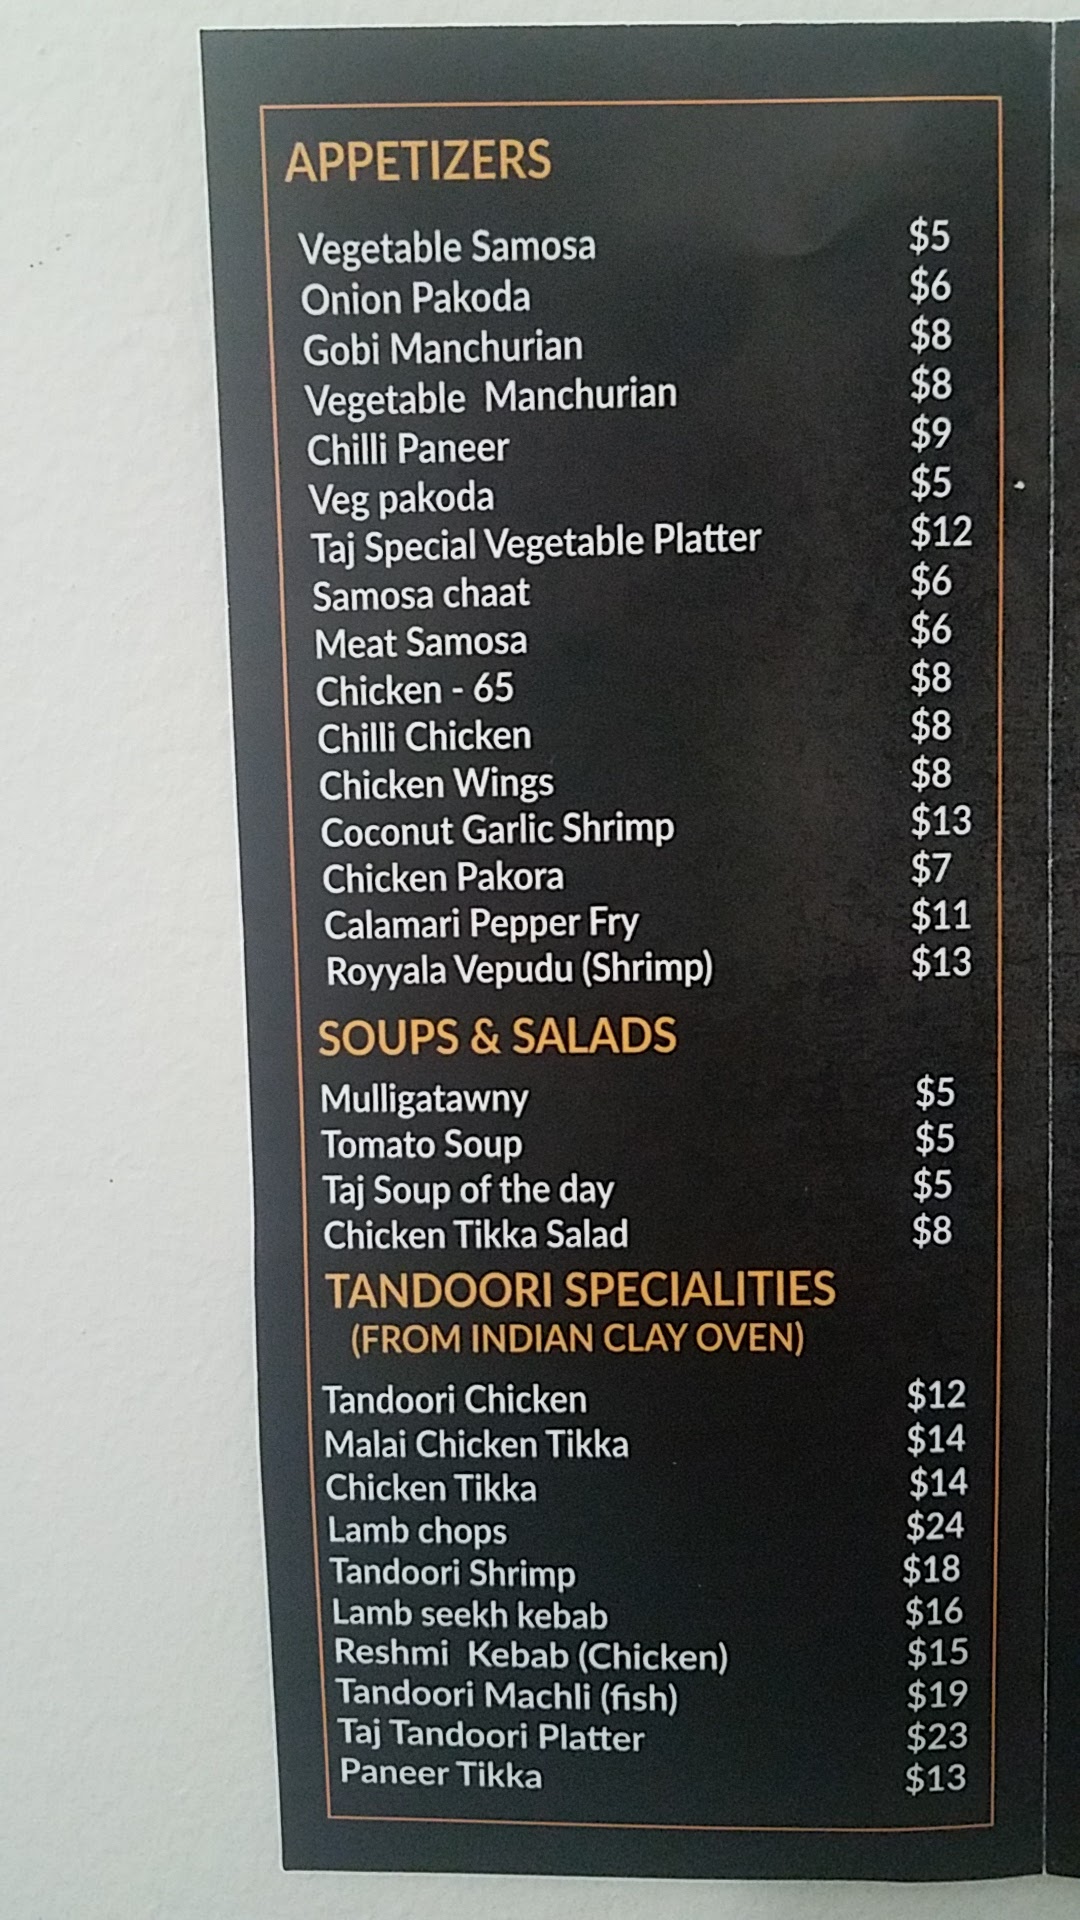 APPETIZERS
Vegetable Samosa $5
Onion Pakoda $6
Gobi Manchurian $8
Vegetable Manchurian $8
Chilli Paneer $9
Veg pakoda $5
Taj Special Vegetable Platter $12
Samosa chaat $6
Meat Samosa $6
Chicken - 65 $8
Chilli Chicken $8
Chicken Wings $8
Coconut Garlic Shrimp $13
Chicken Pakora $7
Calamari Pepper Fry $11
Royyala Vepudu (Shrimp) $13
SOUPS & SALADS
Mulligatawny $5
Tomato Soup $5
Taj Soup of the day $5
Chicken Tikka Salad $8
TANDOORI SPECIALITIES
(FROM INDIAN CLAY OVEN)
Tandoori Chicken $12
Malai Chicken Tikka $14
Chicken Tikka $14
Lamb chops $24
Tandoori Shrimp $18
Lamb seekh kebab $16
Reshmi Kebab (Chicken) $15
Tandoori Machli (fish) $19
Taj Tandoori Platter $23
Paneer Tikka $13